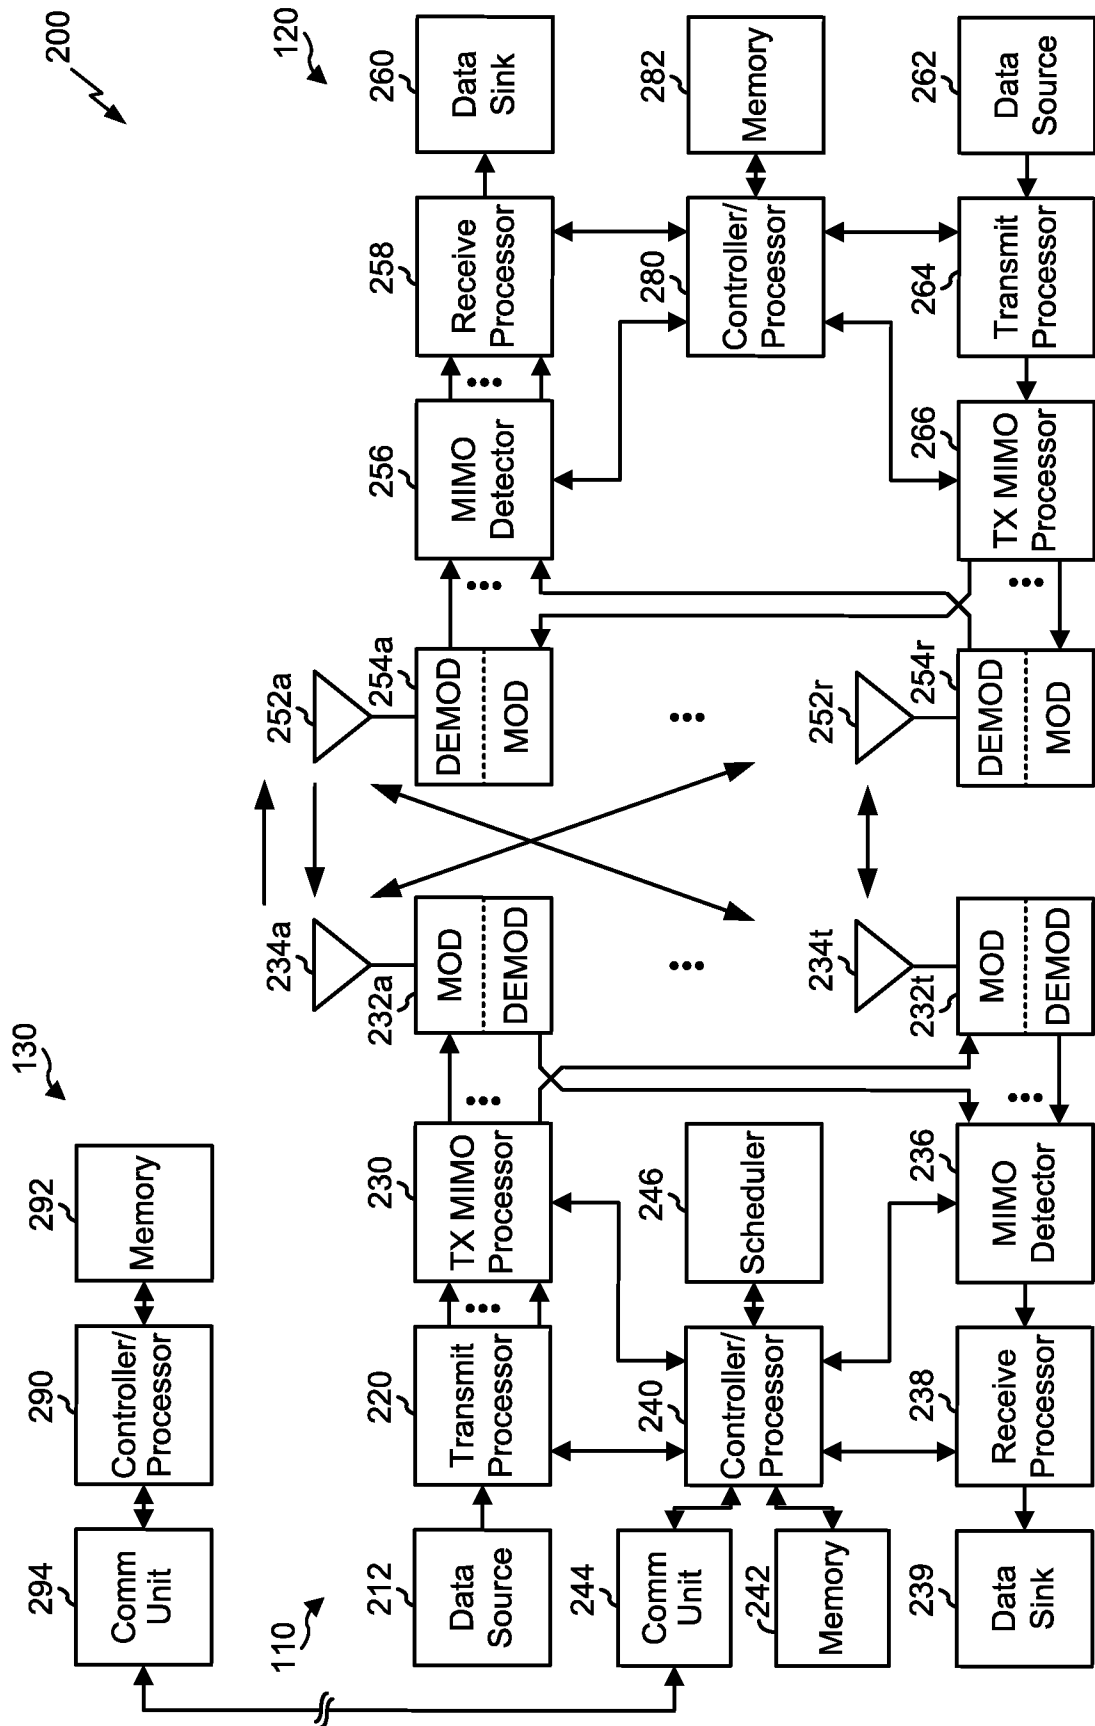 200
130
110
120
294
Comm
Unit
290
Controller/
Processor
292
Memory
212
Data
Source
220
Transmit
Processor
230
TX MIMO
Processor
232a
MOD
DEMOD
234a
252a
254a
DEMOD
MOD
256
MIMO
Detector
258
Receive
Processor
260
Data
Sink
244
Comm
Unit
242
Memory
240
Controller/
Processor
246
Scheduler
280
Controller/
Processor
282
Memory
239
Data
Sink
238
Receive
Processor
236
MIMO
Detector
232t
MOD
DEMOD
234t
252r
254r
DEMOD
MOD
266
TX MIMO
Processor
264
Transmit
Processor
262
Data
Source